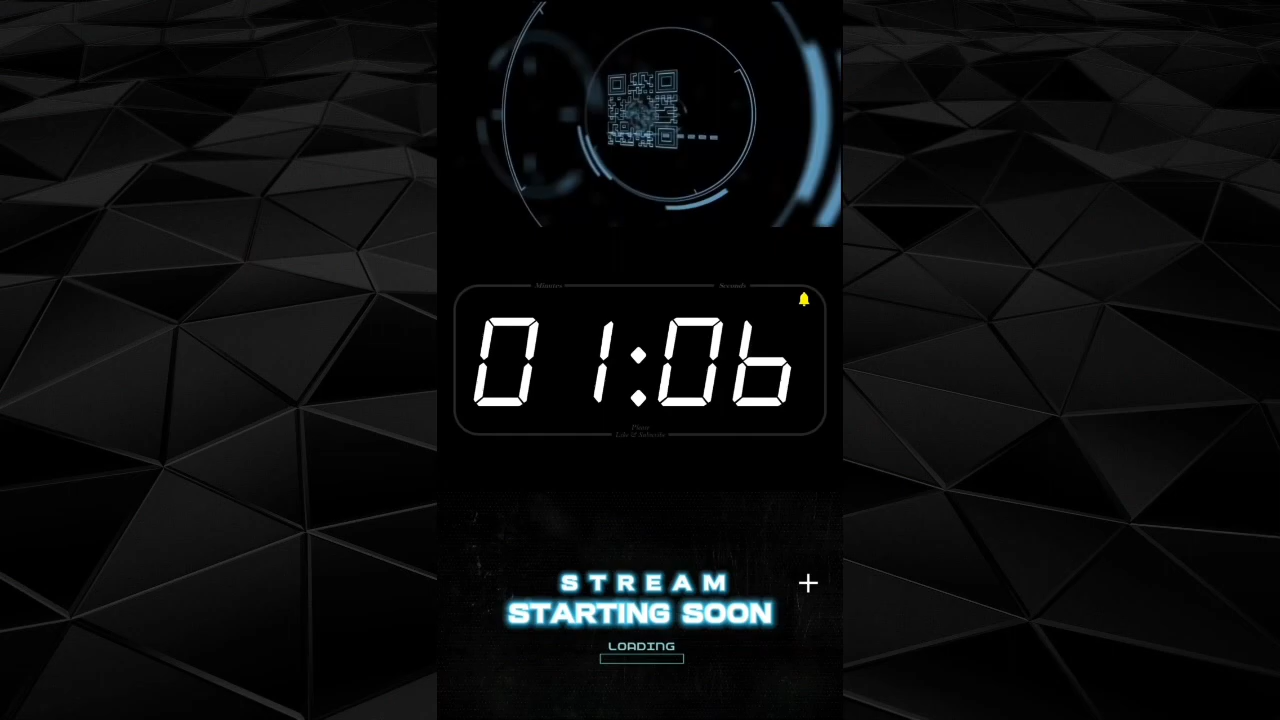 Minutes Seconds
01:06
Please
Like & Subscribe
STREAM
STARTING SOON
LOADING